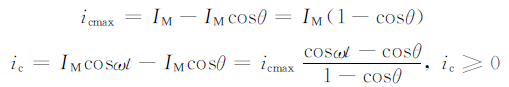 i_cmax = I_M − I_M cosθ = I_M (1 − cosθ)
i_c = I_M cosωt − I_M cosθ = i_cmax (cosωt − cosθ)/(1 − cosθ), i_c ⩾ 0